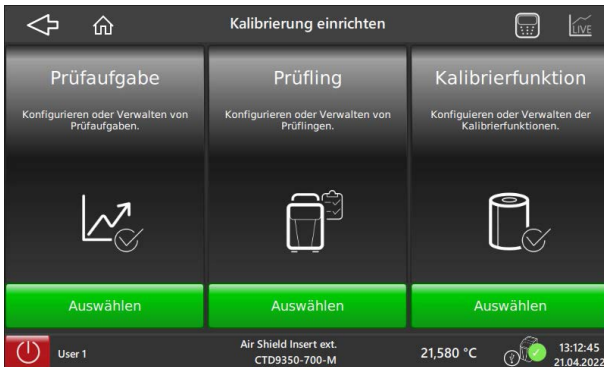 Kalibrierung einrichten
LIVE
Prüfaufgabe
Konfigurieren oder Verwalten von
Prüfaufgaben.
Auswählen
Prüfling
Konfigurieren oder Verwalten von
Prüflingen.
Auswählen
Kalibrierfunktion
Konfiguieren oder Verwalten der
Kalibrierfunktionen.
Auswählen
User 1
Air Shield Insert ext.
CTD9350-700-M
21,580 °C
13:12:45
21.04.2022